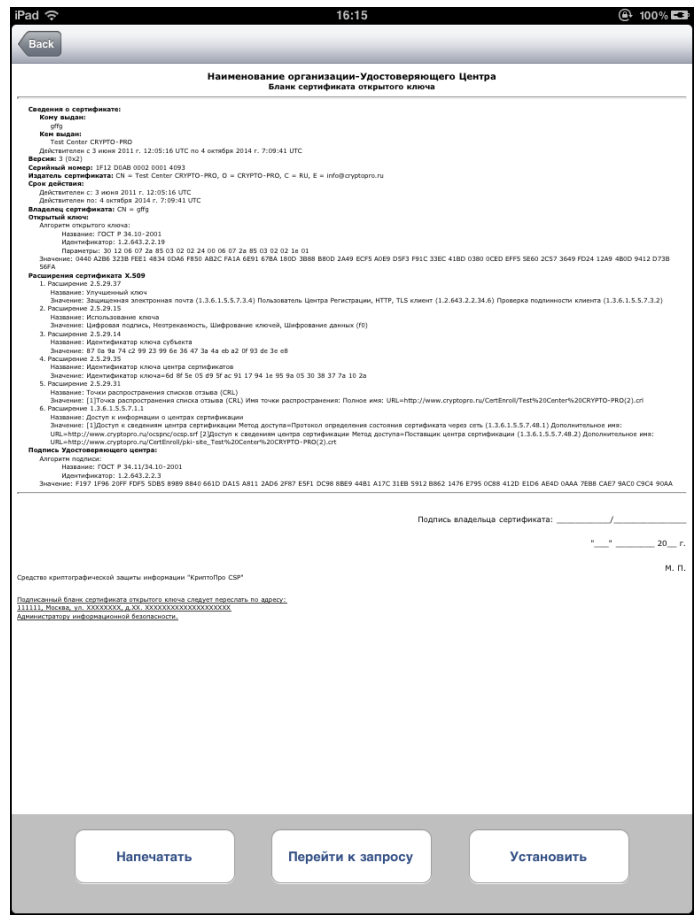 iPad 16:15 100%
Back
Наименование организации-Удостоверяющего Центра
Бланк сертификата открытого ключа
Сведения о сертификате:
Кому выдан:
gffg
Кем выдан:
Test Center CRYPTO-PRO
Действителен с 3 июня 2011 г. 12:05:16 UTC по 4 октября 2014 г. 7:09:41 UTC
Версия: 3 (0x2)
Серийный номер: 1F12 D0AB 0002 0001 4093
Издатель сертификата: CN = Test Center CRYPTO-PRO, O = CRYPTO-PRO, C = RU, E = info@cryptopro.ru
Срок действия:
Действителен с: 3 июня 2011 г. 12:05:16 UTC
Действителен по: 4 октября 2014 г. 7:09:41 UTC
Владелец сертификата: CN = gffg
Открытый ключ:
Алгоритм открытого ключа:
Название: ГОСТ Р 34.10-2001
Идентификатор: 1.2.643.2.2.19
Параметры: 30 12 06 07 2a 85 03 02 02 24 00 06 07 2a 85 03 02 02 1e 01
Значение: 0440 A2B6 323B FEE1 4834 0DA6 F850 AB2C FA1A 6E91 67BA 180D 3B88 B80D 2A49 ECF5 A0E9 D5F3 F91C 33EC 41BD 0380 0CED EFF5 5E60 2C57 3649 FD24 12A9 4B0D 9412 D73B
56FA
Расширения сертификата X.509
1. Расширение 2.5.29.37
Название: Улучшенный ключ
Значение: Защищенная электронная почта (1.3.6.1.5.5.7.3.4) Пользователь Центра Регистрации, HTTP, TLS клиент (1.2.643.2.2.34.6) Проверка подлинности клиента (1.3.6.1.5.5.7.3.2)
2. Расширение 2.5.29.15
Название: Использование ключа
Значение: Цифровая подпись, Неотрекаемость, Шифрование ключей, Шифрование данных (f0)
3. Расширение 2.5.29.14
Название: Идентификатор ключа субъекта
Значение: 87 0a 9a 74 c2 99 23 99 6e 36 47 3a 4a eb a2 0f 93 de 3e e8
4. Расширение 2.5.29.35
Название: Идентификатор ключа центра сертификатов
Значение: Идентификатор ключа=6d 8f 5e 05 d9 5f ac 91 17 94 1e 95 9a 05 30 38 37 7a 10 2a
5. Расширение 2.5.29.31
Название: Точки распространения списков отзыва (CRL)
Значение: [1]Точка распространения списка отзыва (CRL) Имя точки распространения: Полное имя: URL=http://www.cryptopro.ru/CertEnroll/Test%20Center%20CRYPTO-PRO(2).crl
6. Расширение 1.3.6.1.5.5.7.1.1
Название: Доступ к информации о центрах сертификации
Значение: [1]Доступ к сведениям центра сертификации Метод доступа=Протокол определения состояния сертификата через сеть (1.3.6.1.5.5.7.48.1) Дополнительное имя:
URL=http://www.cryptopro.ru/ocspnc/ocsp.srf [2]Доступ к сведениям центра сертификации Метод доступа=Поставщик центра сертификации (1.3.6.1.5.5.7.48.2) Дополнительное имя:
URL=http://www.cryptopro.ru/CertEnroll/pki-site_Test%20Center%20CRYPTO-PRO(2).crt
Подпись Удостоверяющего центра:
Алгоритм подписи:
Название: ГОСТ Р 34.11/34.10-2001
Идентификатор: 1.2.643.2.2.3
Значение: F197 1F96 20FF FDF5 5DB5 8989 8840 661D DA15 A811 2AD6 2F87 E5F1 DC98 8BE9 44B1 A17C 31EB 5912 B862 1476 E795 0C88 412D E1D6 AE4D 0AAA 7EB8 CAE7 9AC0 C9C4 90AA
Подпись владельца сертификата: ____________/________________
"___" _________ 20__ г.
М. П.
Средство криптографической защиты информации "КриптоПро CSP"
Подписанный бланк сертификата открытого ключа следует переслать по адресу:
111111, Москва, ул. XXXXXXXX, д.XX. XXXXXXXXXXXXXXXXXXXX
Администратору информационной безопасности.
Напечатать Перейти к запросу Установить